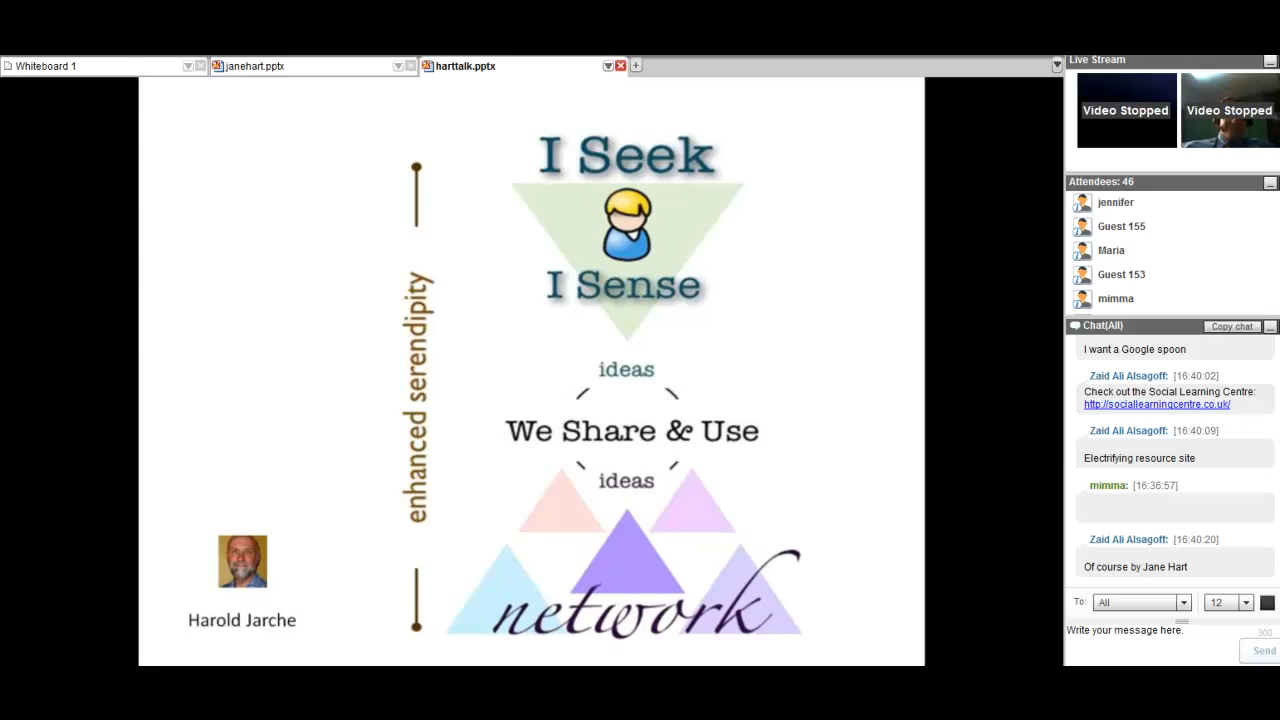 Whiteboard 1
janehart.pptx
harttalk.pptx
I Seek
I Sense
ideas
We Share & Use
ideas
network
enhanced serendipity
Harold Jarche
Live Stream
Video Stopped
Video Stopped
Attendees: 46
jennifer
Guest 155
Maria
Guest 153
mimma
Chat(All)
Copy chat
I want a Google spoon
Zaid Ali Alsagoff: [16:40:02]
Check out the Social Learning Centre:
http://sociallearningcentre.co.uk/
Zaid Ali Alsagoff: [16:40:09]
Electrifying resource site
mimma: [16:36:57]
Zaid Ali Alsagoff: [16:40:20]
Of course by Jane Hart
To: All 12
Write your message here.
300
Send